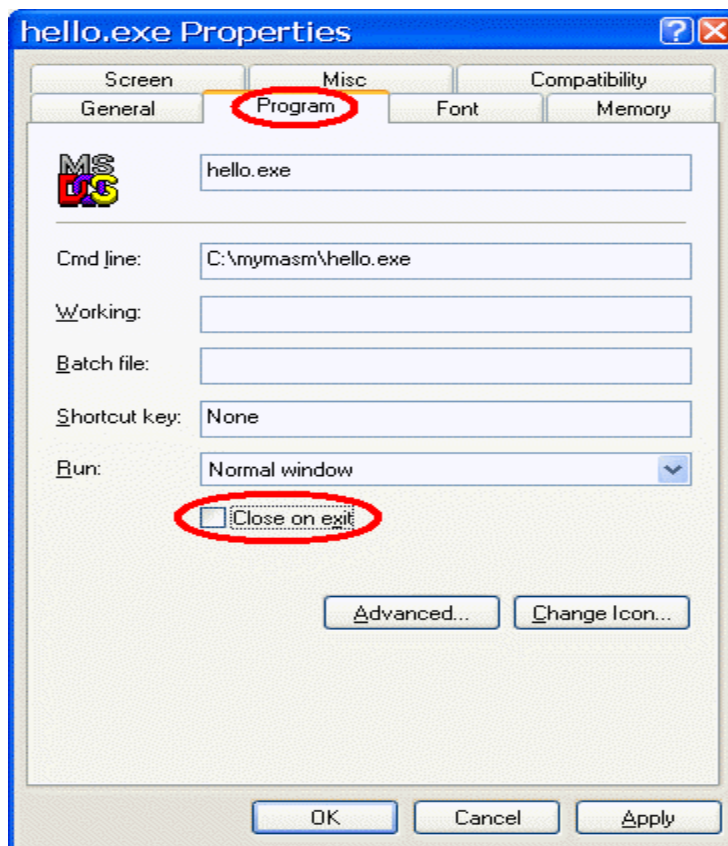 hello.exe Properties
Screen Misc Compatibility
General Program Font Memory
MS DOS hello.exe
Cmd line: C:\mymasm\hello.exe
Working:
Batch file:
Shortcut key: None
Run: Normal window
Close on exit
Advanced... Change Icon...
OK Cancel Apply